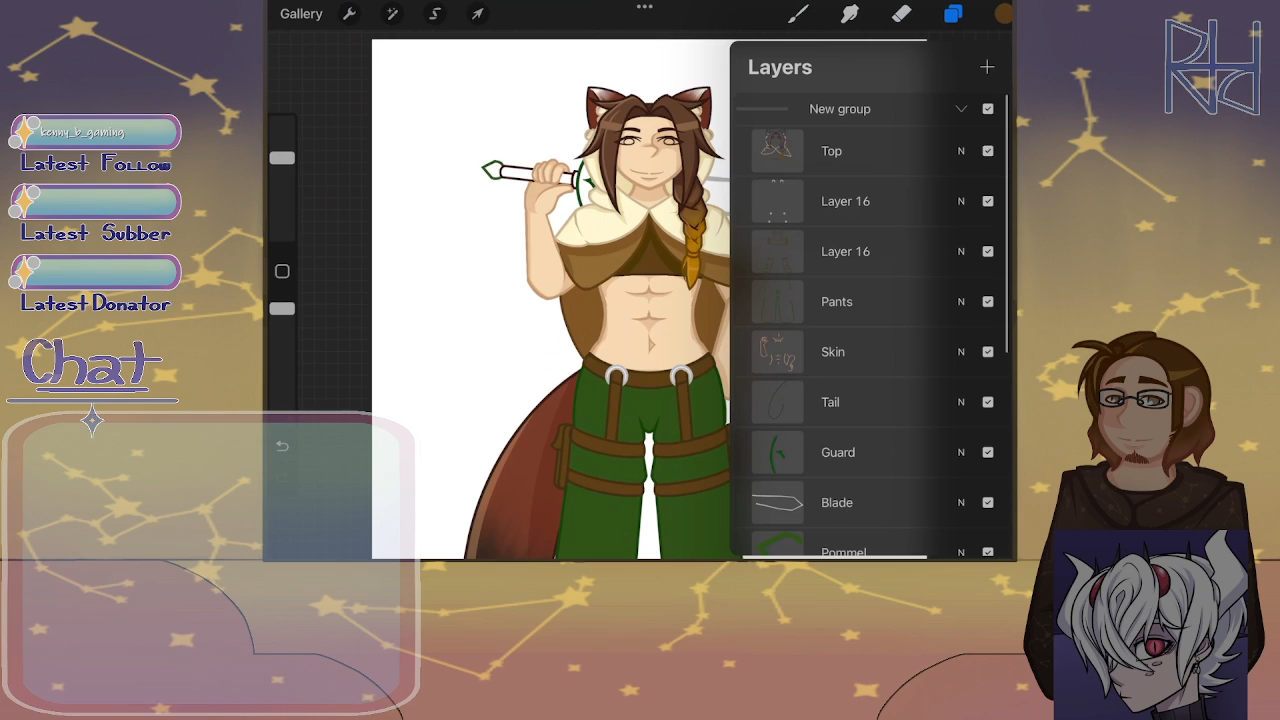 Gallery
Layers
New group
Top N
Layer 16 N
Layer 16 N
Pants N
Skin N
Tail N
Guard N
Blade N
Pommel N
kenny_b_gaming
Latest Follow
Latest Subber
Latest Donator
Chat